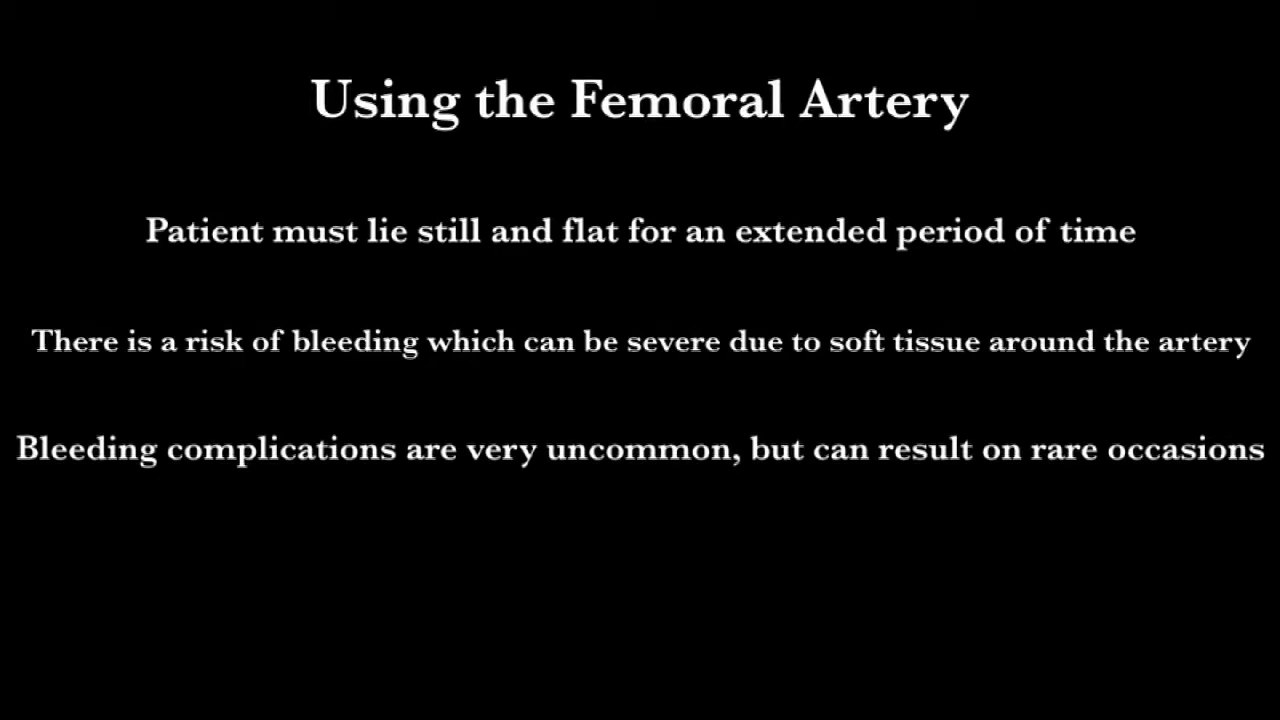 Using the Femoral Artery
Patient must lie still and flat for an extended period of time
There is a risk of bleeding which can be severe due to soft tissue around the artery
Bleeding complications are very uncommon, but can result on rare occasions